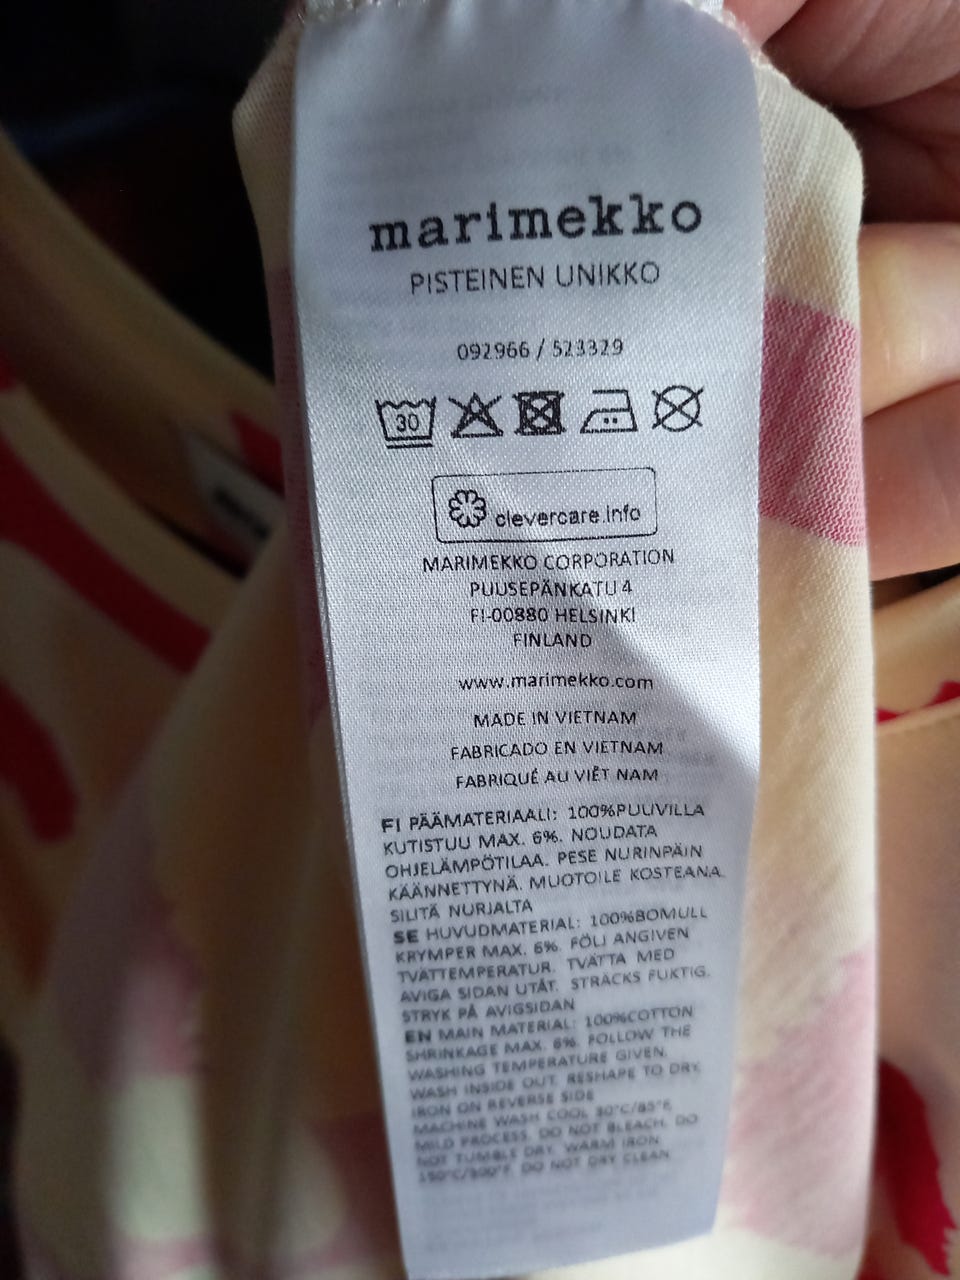 marimekko
PISTEINEN UNIKKO
092966 / 523329
30
clevercare.info
MARIMEKKO CORPORATION
PUUSEPÄNKATU 4
FI-00880 HELSINKI
FINLAND
www.marimekko.com
MADE IN VIETNAM
FABRICADO EN VIETNAM
FABRIQUÉ AU VIÊT NAM
FI PÄÄMATERIAALI: 100%PUUVILLA
KUTISTUU MAX. 6%. NOUDATA
OHJELÄMPÖTILAA. PESE NURINPÄIN
KÄÄNNETTYNÄ. MUOTOILE KOSTEANA.
SILITÄ NURJALTA
SE HUVUDMATERIAL: 100%BOMULL
KRYMPER MAX. 6%. FÖLJ ANGIVEN
TVÄTTEMPERATUR. TVÄTTA MED
AVIGA SIDAN UTÅT. STRÄCKS FUKTIG.
STRYK PÅ AVIGSIDAN
EN MAIN MATERIAL: 100%COTTON
SHRINKAGE MAX. 6%. FOLLOW THE
WASHING TEMPERATURE GIVEN.
WASH INSIDE OUT. RESHAPE TO DRY.
IRON ON REVERSE SIDE
MACHINE WASH COOL 30°C/85°F,
MILD PROCESS. DO NOT BLEACH. DO
NOT TUMBLE DRY. WARM IRON
150°C/300°F. DO NOT DRY CLEAN.